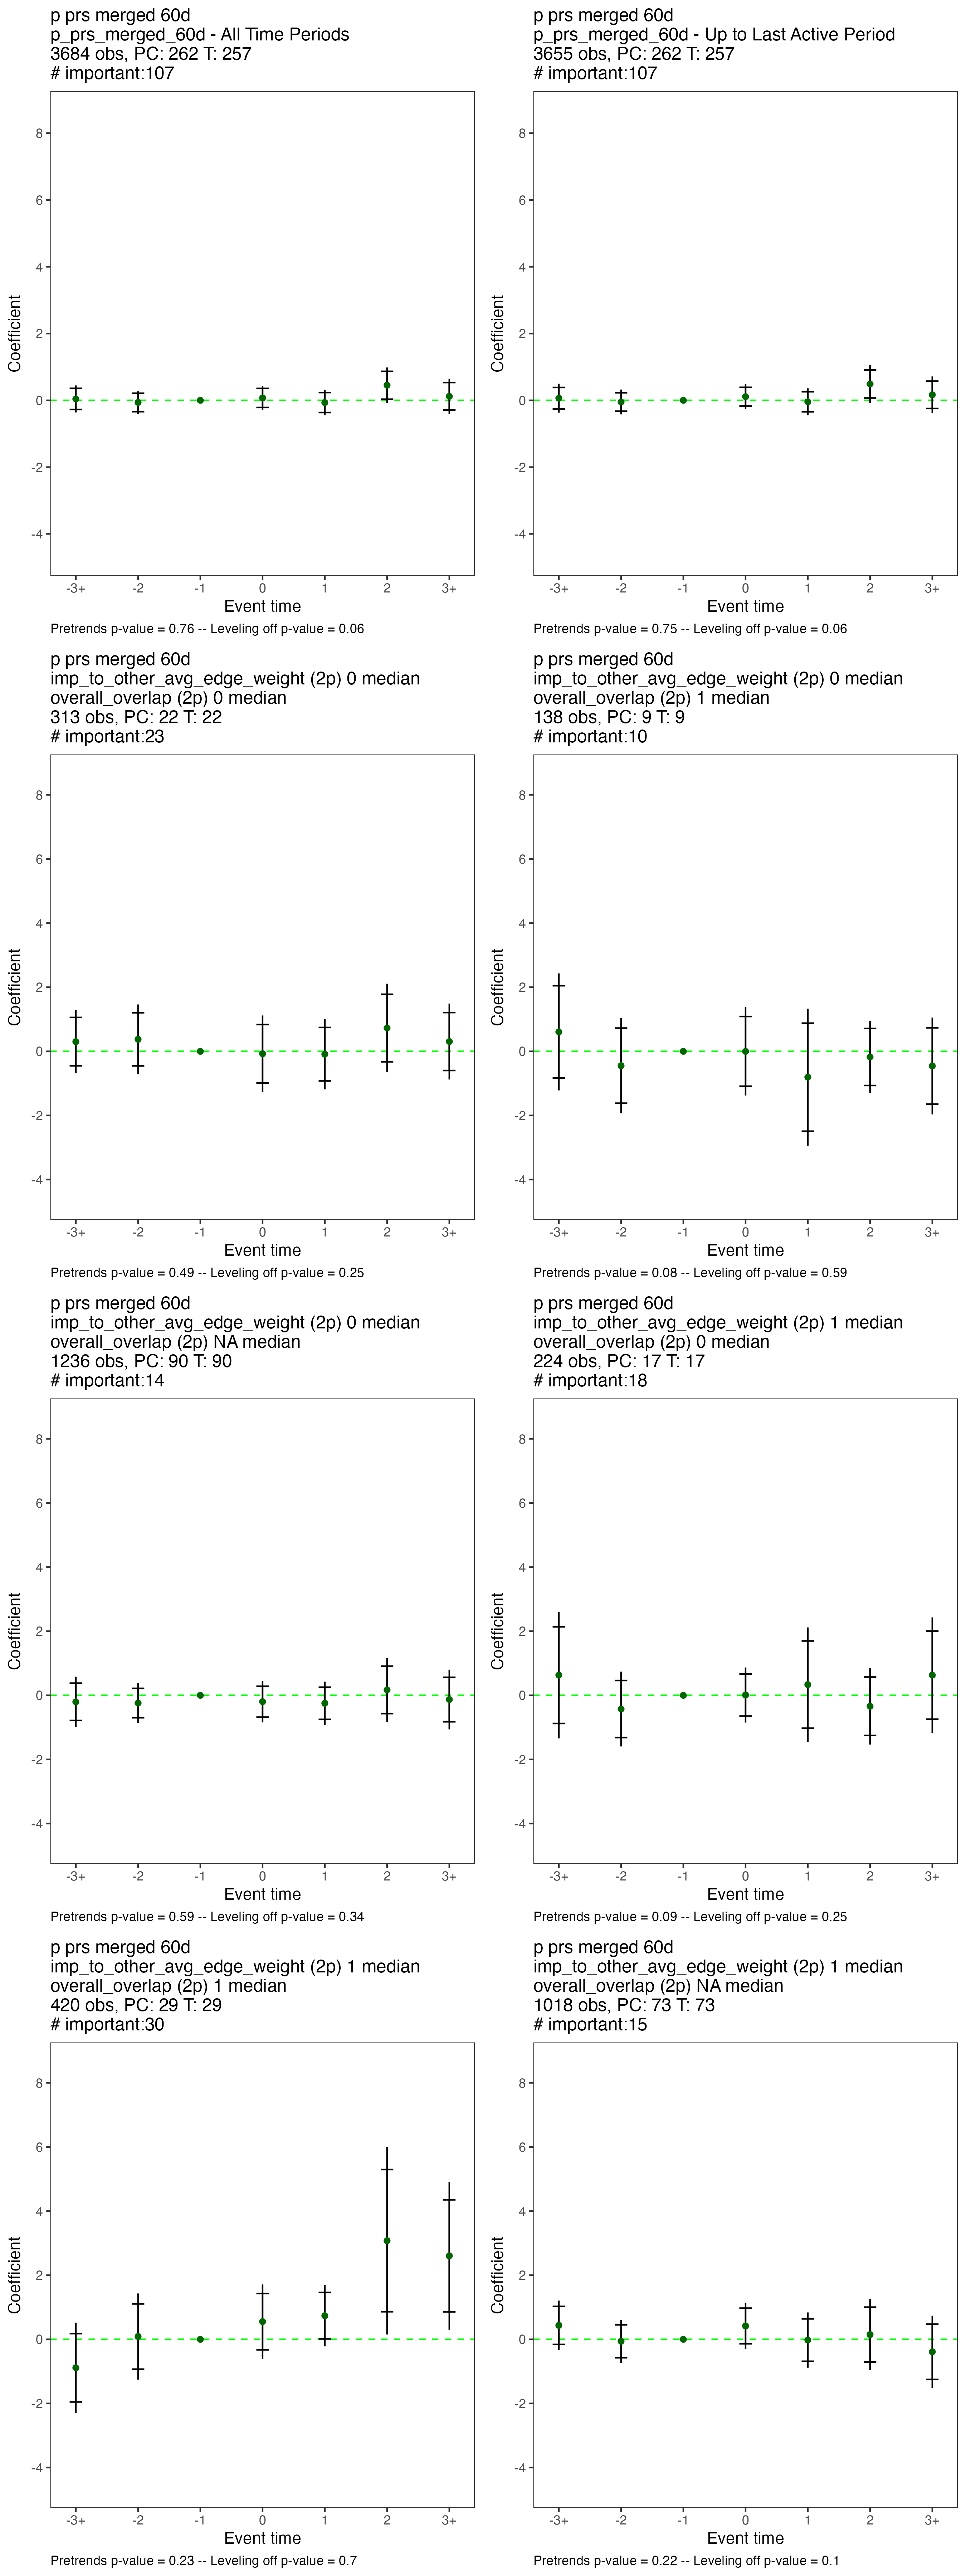 p prs merged 60d
p_prs_merged_60d - All Time Periods
3684 obs, PC: 262 T: 257
# important:107
8
6
4
2
0
-2
-4
Coefficient
-3+ -2 -1 0 1 2 3+
Event time
Pretrends p-value = 0.76 -- Leveling off p-value = 0.06
p prs merged 60d
p_prs_merged_60d - Up to Last Active Period
3655 obs, PC: 262 T: 257
# important:107
8
6
4
2
0
-2
-4
Coefficient
-3+ -2 -1 0 1 2 3+
Event time
Pretrends p-value = 0.75 -- Leveling off p-value = 0.06
p prs merged 60d
imp_to_other_avg_edge_weight (2p) 0 median
overall_overlap (2p) 0 median
313 obs, PC: 22 T: 22
# important:23
8
6
4
2
0
-2
-4
Coefficient
-3+ -2 -1 0 1 2 3+
Event time
Pretrends p-value = 0.49 -- Leveling off p-value = 0.25
p prs merged 60d
imp_to_other_avg_edge_weight (2p) 0 median
overall_overlap (2p) 1 median
138 obs, PC: 9 T: 9
# important:10
8
6
4
2
0
-2
-4
Coefficient
-3+ -2 -1 0 1 2 3+
Event time
Pretrends p-value = 0.08 -- Leveling off p-value = 0.59
p prs merged 60d
imp_to_other_avg_edge_weight (2p) 0 median
overall_overlap (2p) NA median
1236 obs, PC: 90 T: 90
# important:14
8
6
4
2
0
-2
-4
Coefficient
-3+ -2 -1 0 1 2 3+
Event time
Pretrends p-value = 0.59 -- Leveling off p-value = 0.34
p prs merged 60d
imp_to_other_avg_edge_weight (2p) 1 median
overall_overlap (2p) 0 median
224 obs, PC: 17 T: 17
# important:18
8
6
4
2
0
-2
-4
Coefficient
-3+ -2 -1 0 1 2 3+
Event time
Pretrends p-value = 0.09 -- Leveling off p-value = 0.25
p prs merged 60d
imp_to_other_avg_edge_weight (2p) 1 median
overall_overlap (2p) 1 median
420 obs, PC: 29 T: 29
# important:30
8
6
4
2
0
-2
-4
Coefficient
-3+ -2 -1 0 1 2 3+
Event time
Pretrends p-value = 0.23 -- Leveling off p-value = 0.7
p prs merged 60d
imp_to_other_avg_edge_weight (2p) 1 median
overall_overlap (2p) NA median
1018 obs, PC: 73 T: 73
# important:15
8
6
4
2
0
-2
-4
Coefficient
-3+ -2 -1 0 1 2 3+
Event time
Pretrends p-value = 0.22 -- Leveling off p-value = 0.1